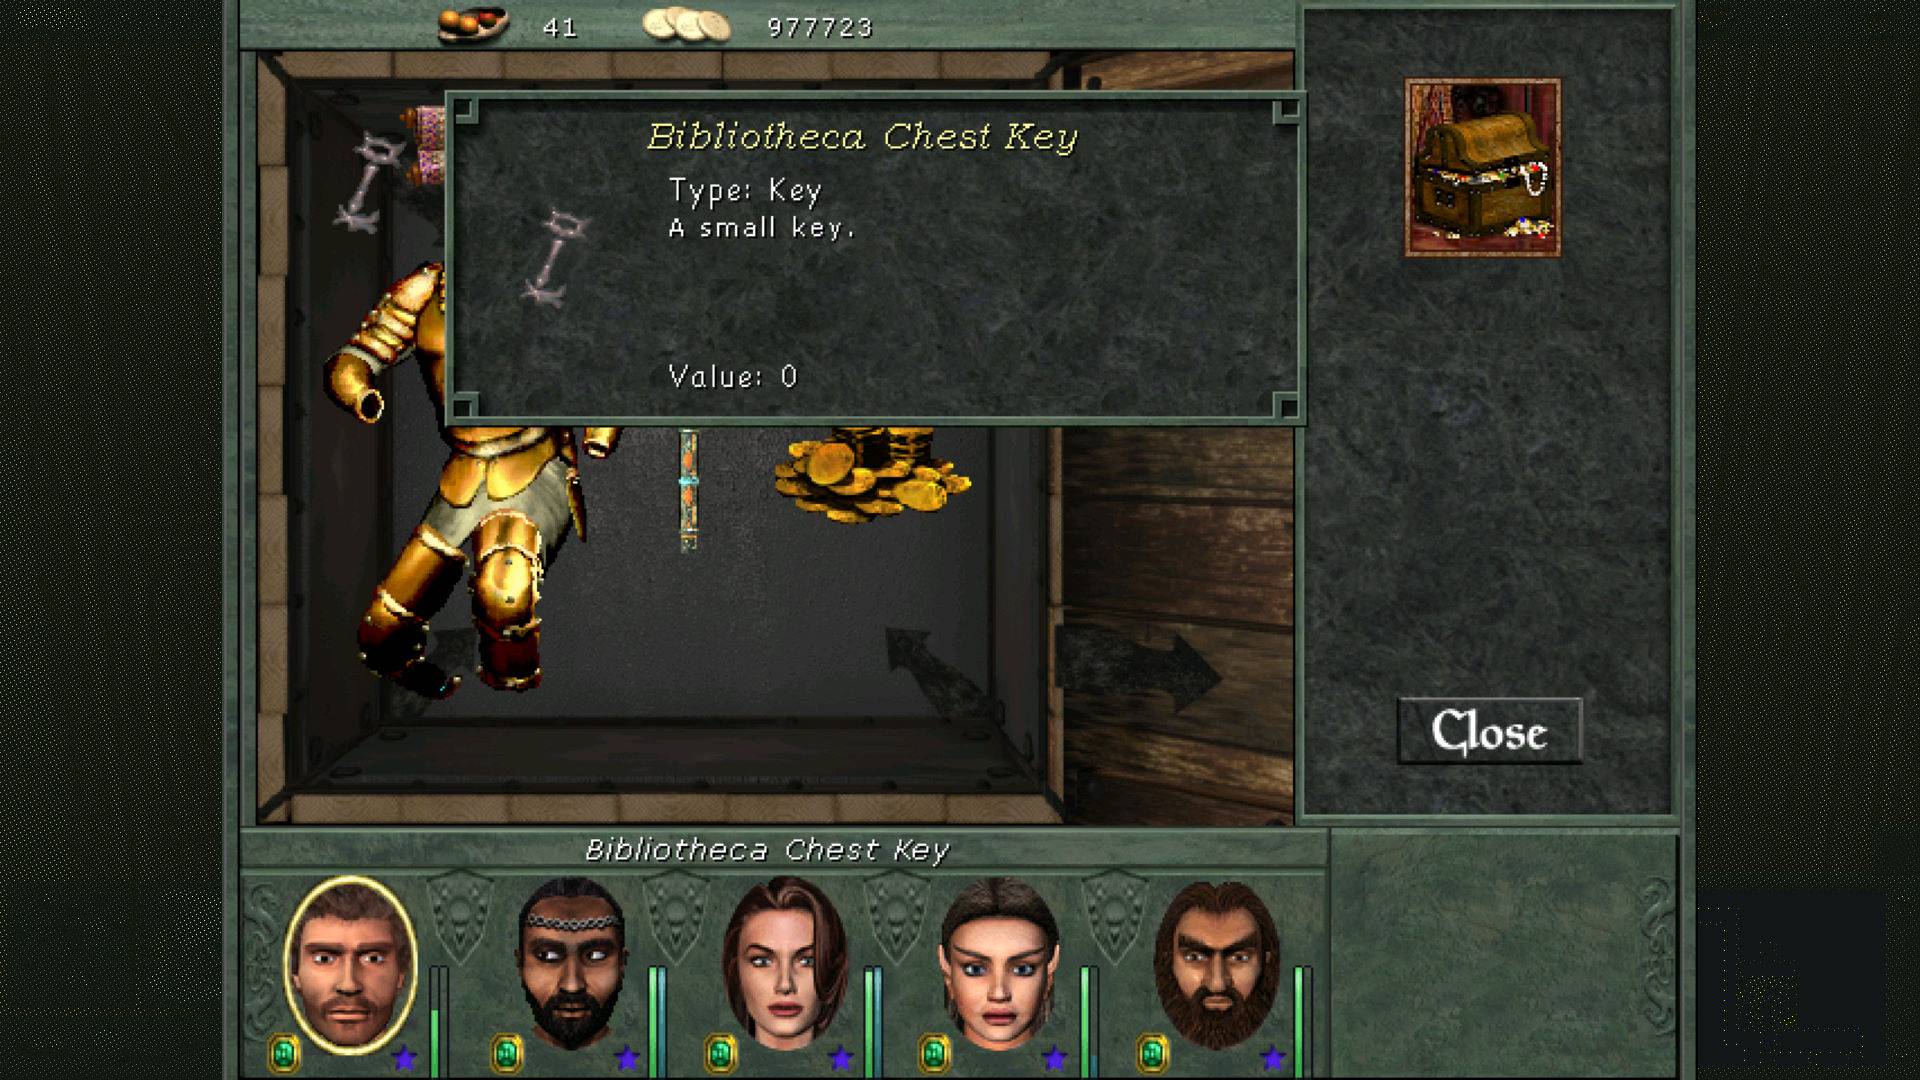 41 977723
Bibliotheca Chest Key
Type: Key
A small key.
Value: 0
Close
Bibliotheca Chest Key